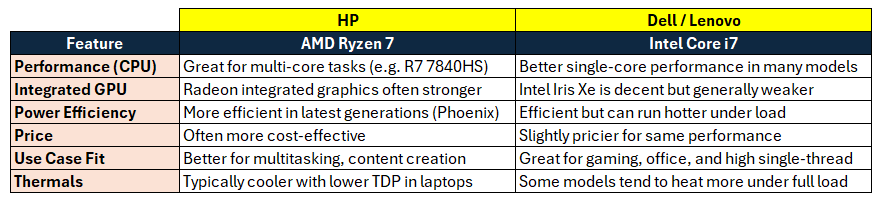 HP Dell / Lenovo
Feature AMD Ryzen 7 Intel Core i7
Performance (CPU) Great for multi-core tasks (e.g. R7 7840HS) Better single-core performance in many models
Integrated GPU Radeon integrated graphics often stronger Intel Iris Xe is decent but generally weaker
Power Efficiency More efficient in latest generations (Phoenix) Efficient but can run hotter under load
Price Often more cost-effective Slightly pricier for same performance
Use Case Fit Better for multitasking, content creation Great for gaming, office, and high single-thread
Thermals Typically cooler with lower TDP in laptops Some models tend to heat more under full load